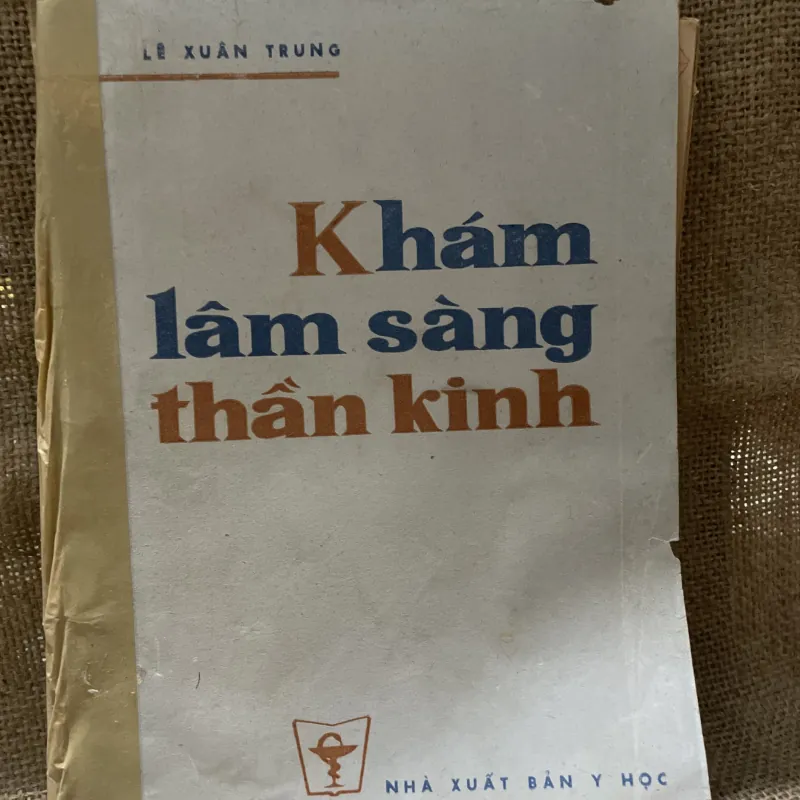 LÊ XUÂN TRUNG
Khám
lâm sàng
thần kinh
NHÀ XUẤT BẢN Y HỌC